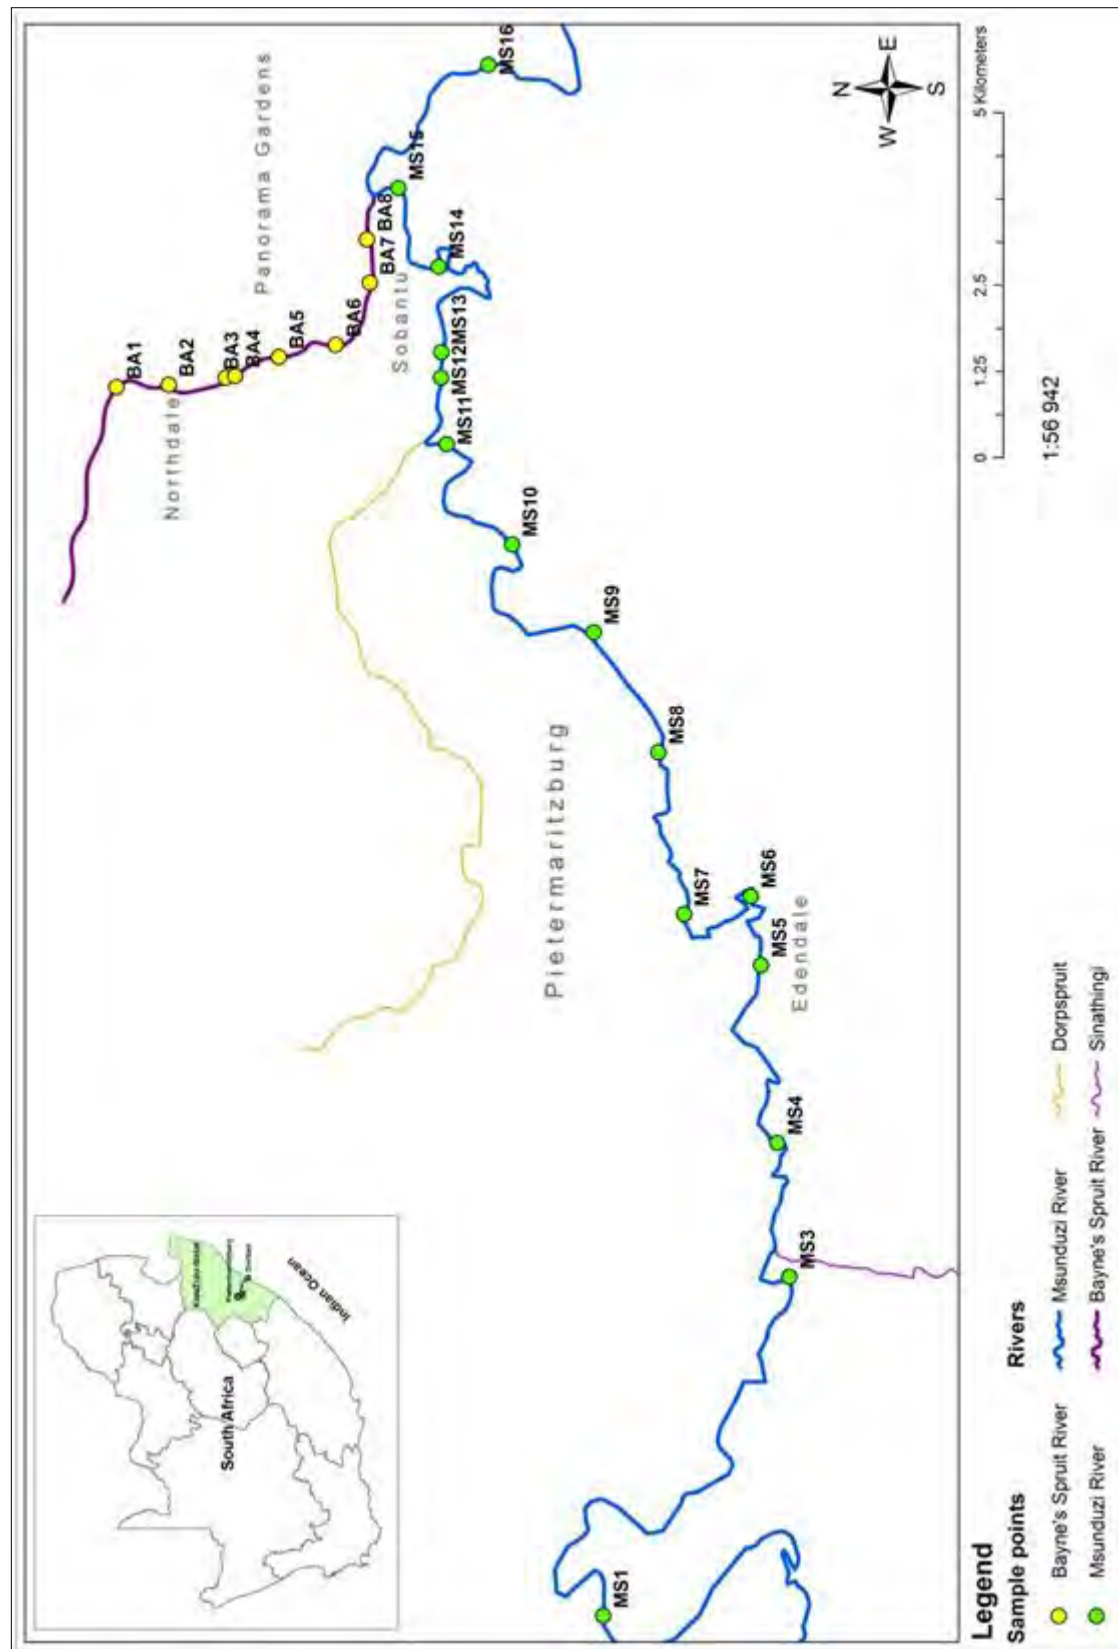 South Africa
Indian Ocean
BA1
BA2
Northdale
BA3
BA4
Panorama Gardens
BA5
BA6
BA7
BA8
Sobantu
MS16
MS15
MS14
MS13
MS12
MS11
MS10
MS9
MS8
Pietermaritzburg
MS7
MS6
MS5
Edendale
MS4
MS3
MS1
N
W
E
S
Legend
Sample points
Bayne's Spruit River
Msunduzi River
Rivers
Msunduzi River
Bayne's Spruit River
Dorpspruit
Sinathingi
0 1.25 2.5 5 Kilometers
1:56 942